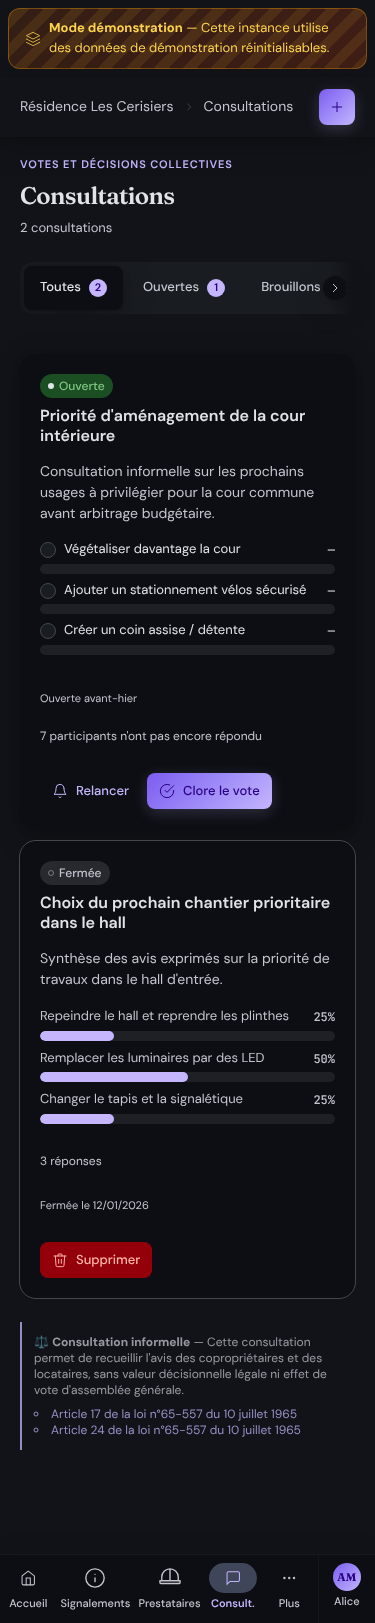 Mode démonstration — Cette instance utilise
des données de démonstration réinitialisables.
Résidence Les Cerisiers > Consultations
VOTES ET DÉCISIONS COLLECTIVES
Consultations
2 consultations
Toutes 2 Ouvertes 1 Brouillons
Ouverte
Priorité d'aménagement de la cour
intérieure
Consultation informelle sur les prochains
usages à privilégier pour la cour commune
avant arbitrage budgétaire.
Végétaliser davantage la cour –
Ajouter un stationnement vélos sécurisé –
Créer un coin assise / détente –
Ouverte avant-hier
7 participants n'ont pas encore répondu
Relancer Clore le vote
Fermée
Choix du prochain chantier prioritaire
dans le hall
Synthèse des avis exprimés sur la priorité de
travaux dans le hall d'entrée.
Repeindre le hall et reprendre les plinthes 25%
Remplacer les luminaires par des LED 50%
Changer le tapis et la signalétique 25%
3 réponses
Fermée le 12/01/2026
Supprimer
⚖️ Consultation informelle — Cette consultation
permet de recueillir l'avis des copropriétaires et des
locataires, sans valeur décisionnelle légale ni effet de
vote d'assemblée générale.
Article 17 de la loi n°65-557 du 10 juillet 1965
Article 24 de la loi n°65-557 du 10 juillet 1965
AM
Accueil Signalements Prestataires Consult. Plus Alice